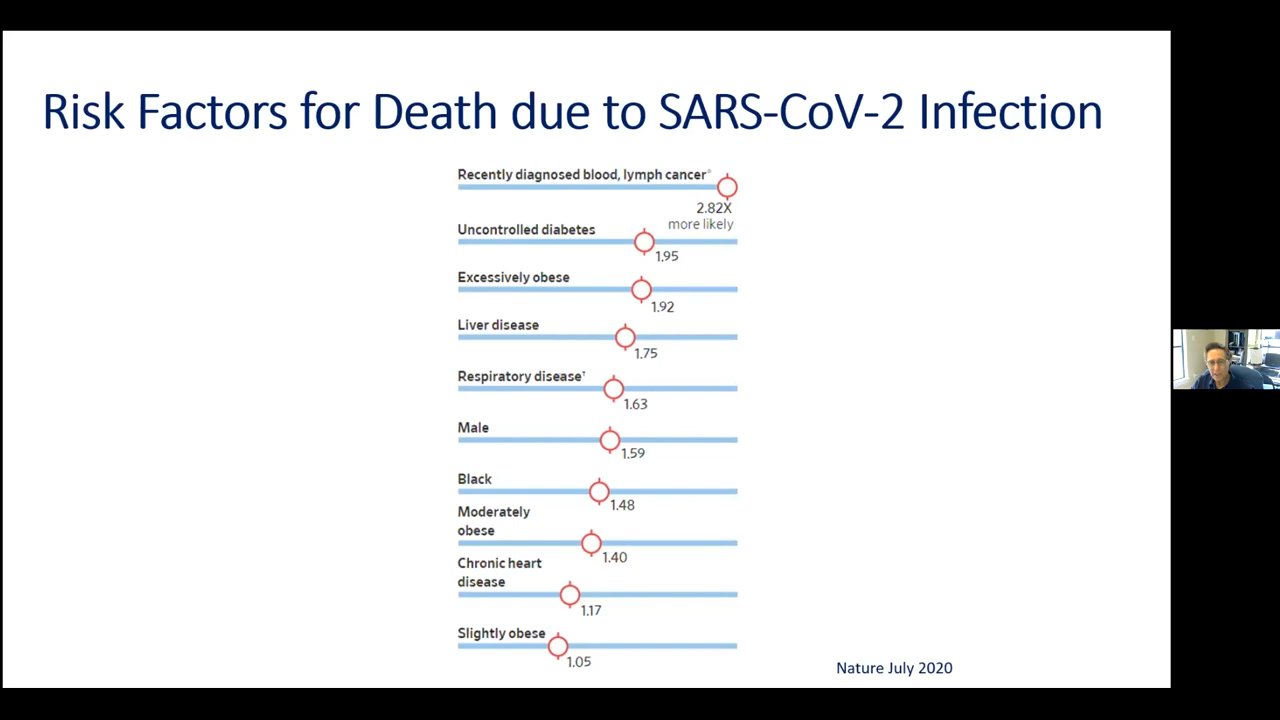 Risk Factors for Death due to SARS-CoV-2 Infection
Recently diagnosed blood, lymph cancer°
2.82X
more likely
Uncontrolled diabetes
1.95
Excessively obese
1.92
Liver disease
1.75
Respiratory disease†
1.63
Male
1.59
Black
1.48
Moderately
obese
1.40
Chronic heart
disease
1.17
Slightly obese
1.05
Nature July 2020